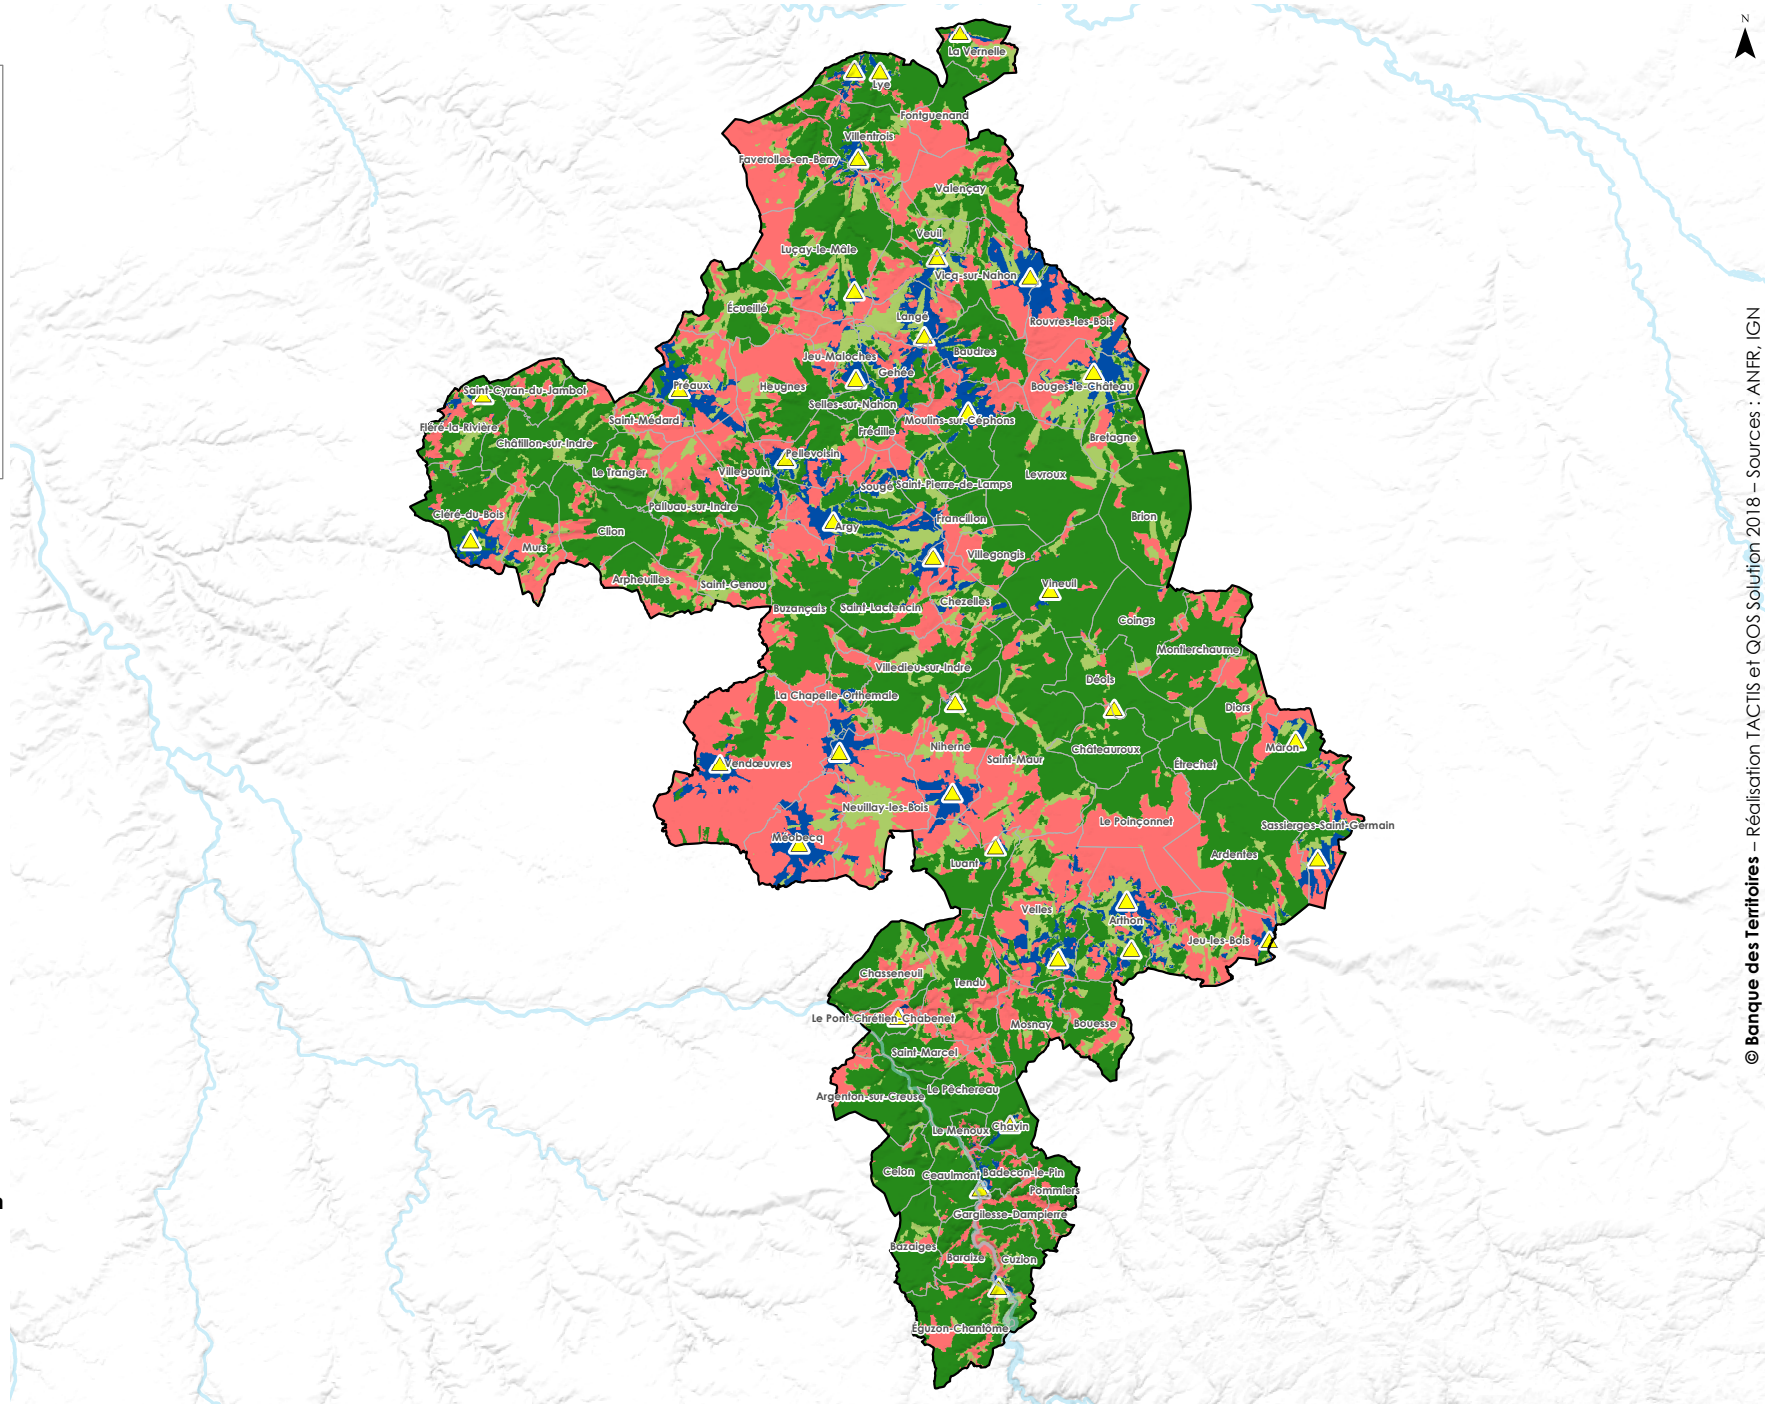 N
La Vernelle
Lye
Fontguenand
Villentrois
Faverolles-en-Berry
Valençay
Veuil
Luçay-le-Mâle
Vicq-sur-Nahon
Écueillé
Langé
Rouvres-les-Bois
Baudres
Jeu-Maloches
Gehée
Préaux
Heugnes
Bouges-le-Château
Saint-Cyran-du-Jambot
Selles-sur-Nahon
Saint-Médard
Moulins-sur-Céphons
Fléré-la-Rivière
Frédille
Bretagne
Châtillon-sur-Indre
Pellevoisin
Le Tranger
Villegouin
Levroux
Sougé
Saint-Pierre-de-Lamps
Palluau-sur-Indre
Cléré-du-Bois
Francillon
Brion
Argy
Clion
Murs
Villegongis
Arpheuilles
Saint-Genou
Vineuil
Chezelles
Buzançais
Saint-Lactencin
Coings
Montierchaume
Villedieu-sur-Indre
Déols
La Chapelle-Orthemale
Diors
Niherne
Maron
Châteauroux
Saint-Maur
Vendœuvres
Étrechet
Neuillay-les-Bois
Le Poinçonnet
Sassierges-Saint-Germain
Méobecq
Ardentes
Luant
Velles
Arthon
Jeu-les-Bois
Chasseneuil
Tendu
Le Pont-Chrétien-Chabenet
Mosnay
Bouesse
Saint-Marcel
Le Pêchereau
Argenton-sur-Creuse
Chavin
Le Menoux
Celon
Ceaulmont
Badecon-le-Pin
Pommiers
Gargilesse-Dampierre
Bazaiges
Baraize
Cuzion
Éguzon-Chantôme
© Banque des Territoires – Réalisation TACTIS et QOS Solution 2018 – Sources : ANFR, IGN